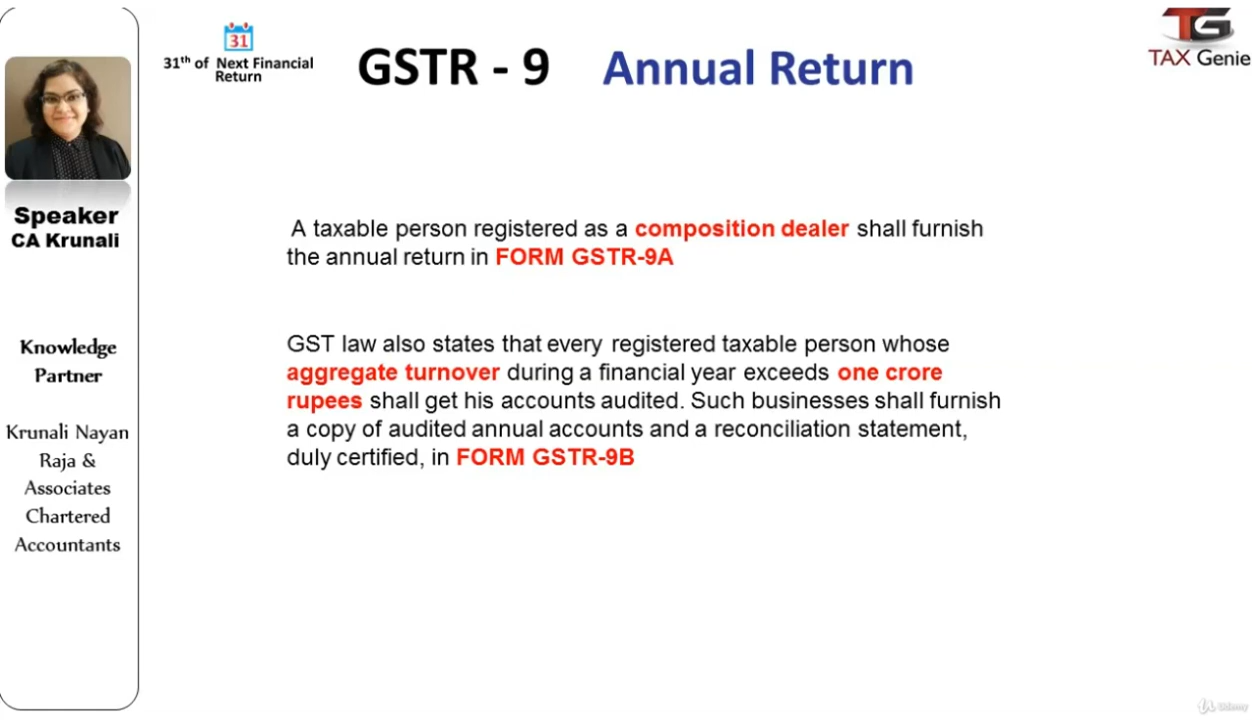 31
31th of Next Financial
Return
GSTR - 9 Annual Return
TG
TAX Genie
Speaker
CA Krunali
Knowledge
Partner
Krunali Nayan
Raja &
Associates
Chartered
Accountants
A taxable person registered as a composition dealer shall furnish
the annual return in FORM GSTR-9A
GST law also states that every registered taxable person whose
aggregate turnover during a financial year exceeds one crore
rupees shall get his accounts audited. Such businesses shall furnish
a copy of audited annual accounts and a reconciliation statement,
duly certified, in FORM GSTR-9B
Udemy